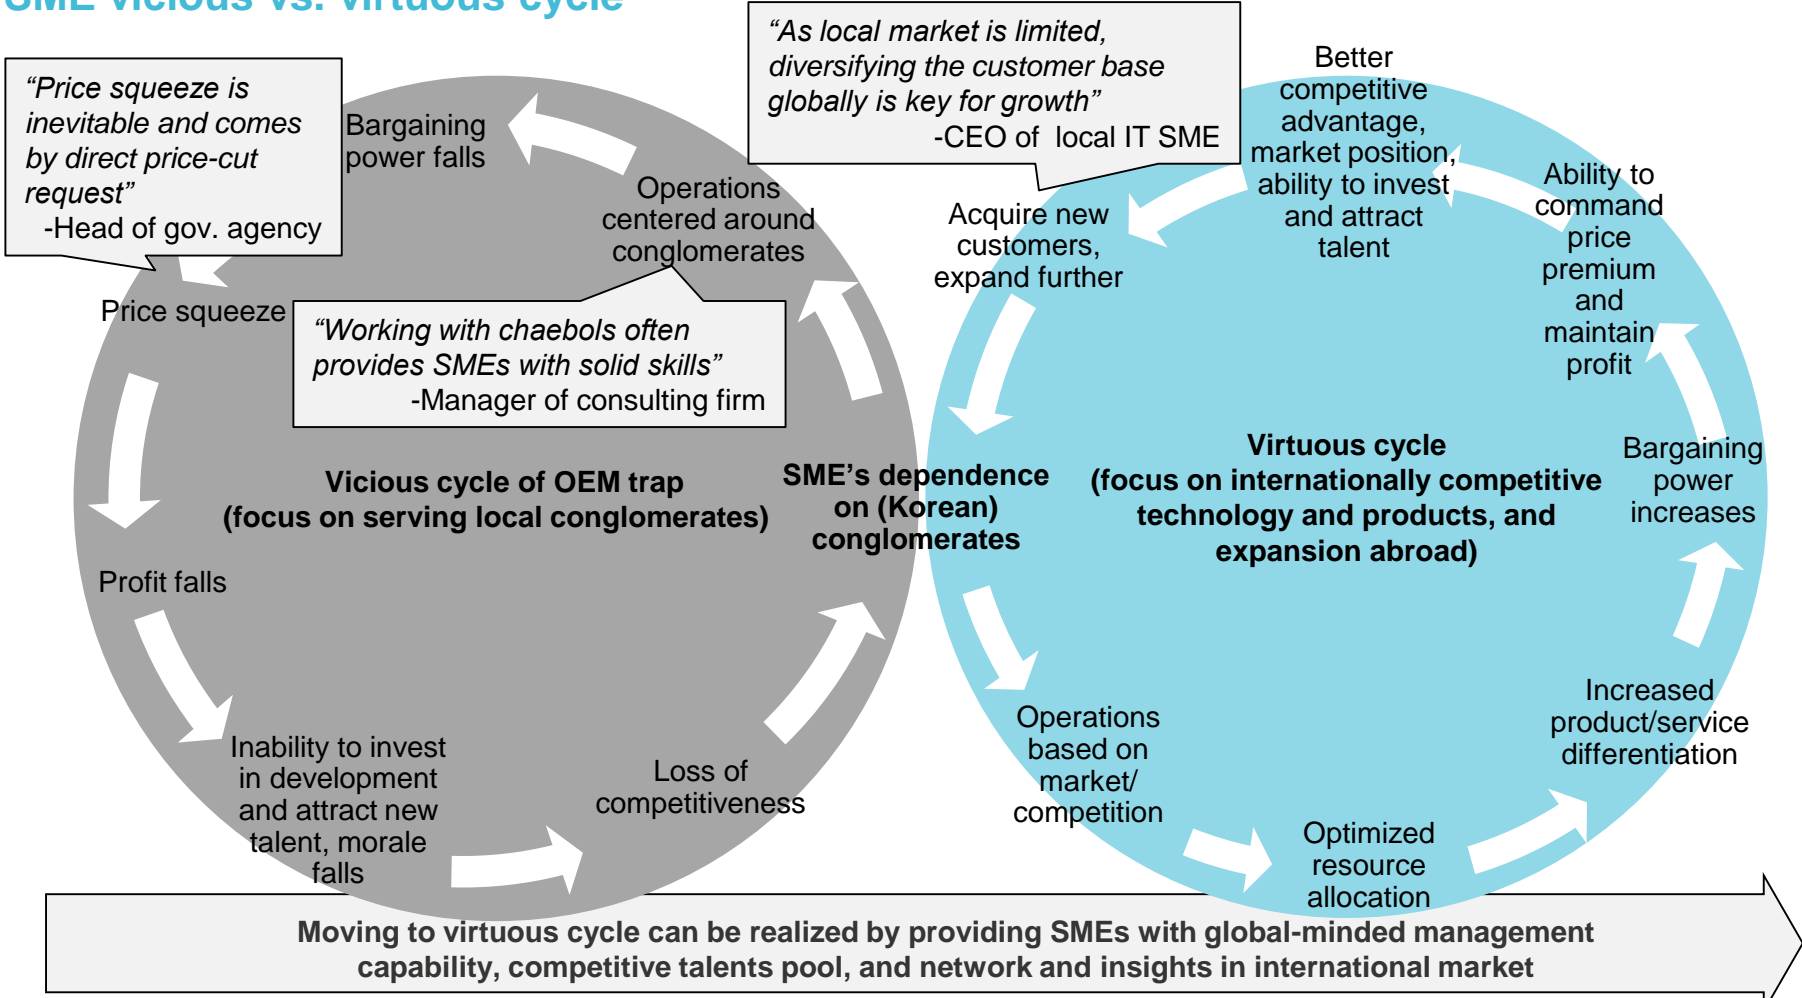 SME vicious vs. virtuous cycle
“Price squeeze is
inevitable and comes
by direct price-cut
request”
-Head of gov. agency
“As local market is limited,
diversifying the customer base
globally is key for growth”
-CEO of local IT SME
Bargaining
power falls
Operations
centered around
conglomerates
Price squeeze
“Working with chaebols often
provides SMEs with solid skills”
-Manager of consulting firm
Vicious cycle of OEM trap
(focus on serving local conglomerates)
Profit falls
Inability to invest
in development
and attract new
talent, morale
falls
Loss of
competitiveness
SME’s dependence
on (Korean)
conglomerates
Acquire new
customers,
expand further
Better
competitive
advantage,
market position,
ability to invest
and attract
talent
Ability to
command
price
premium
and
maintain
profit
Virtuous cycle
(focus on internationally competitive
technology and products, and
expansion abroad)
Bargaining
power
increases
Operations
based on
market/
competition
Optimized
resource
allocation
Increased
product/service
differentiation
Moving to virtuous cycle can be realized by providing SMEs with global-minded management
capability, competitive talents pool, and network and insights in international market